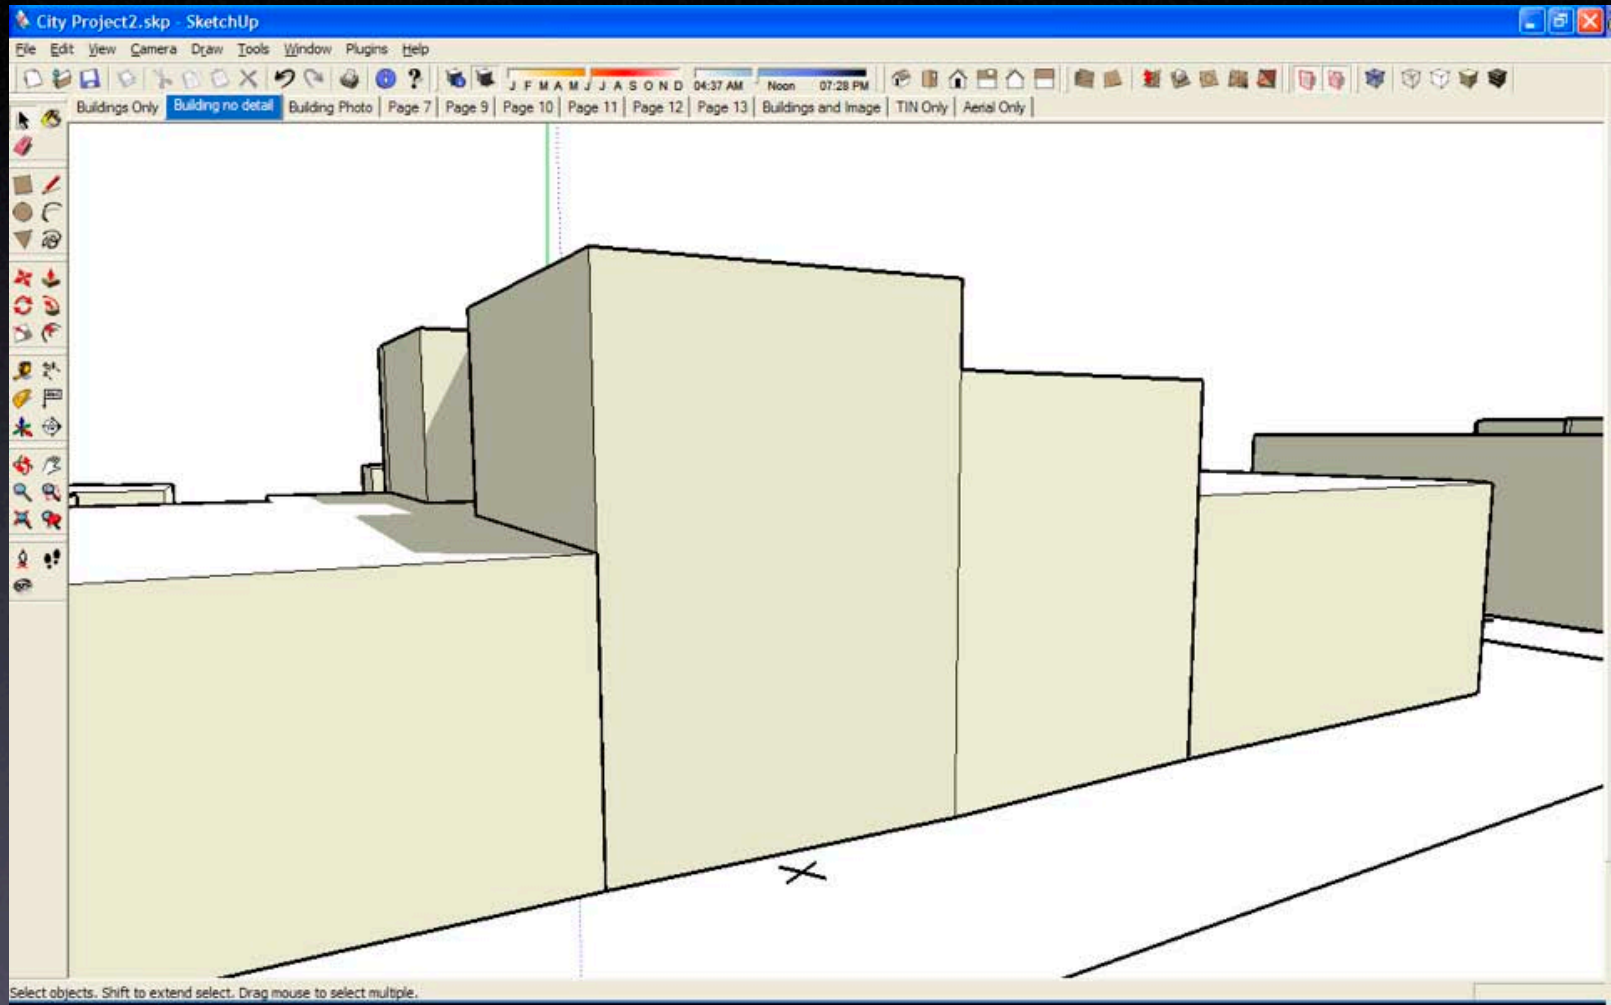 City Project2.skp - SketchUp
File Edit View Camera Draw Tools Window Plugins Help
J F M A M J J A S O N D 04:37 AM Noon 07:28 PM
Buildings Only Building no detail Building Photo Page 7 Page 9 Page 10 Page 11 Page 12 Page 13 Buildings and Image TIN Only Aerial Only
Select objects. Shift to extend select. Drag mouse to select multiple.